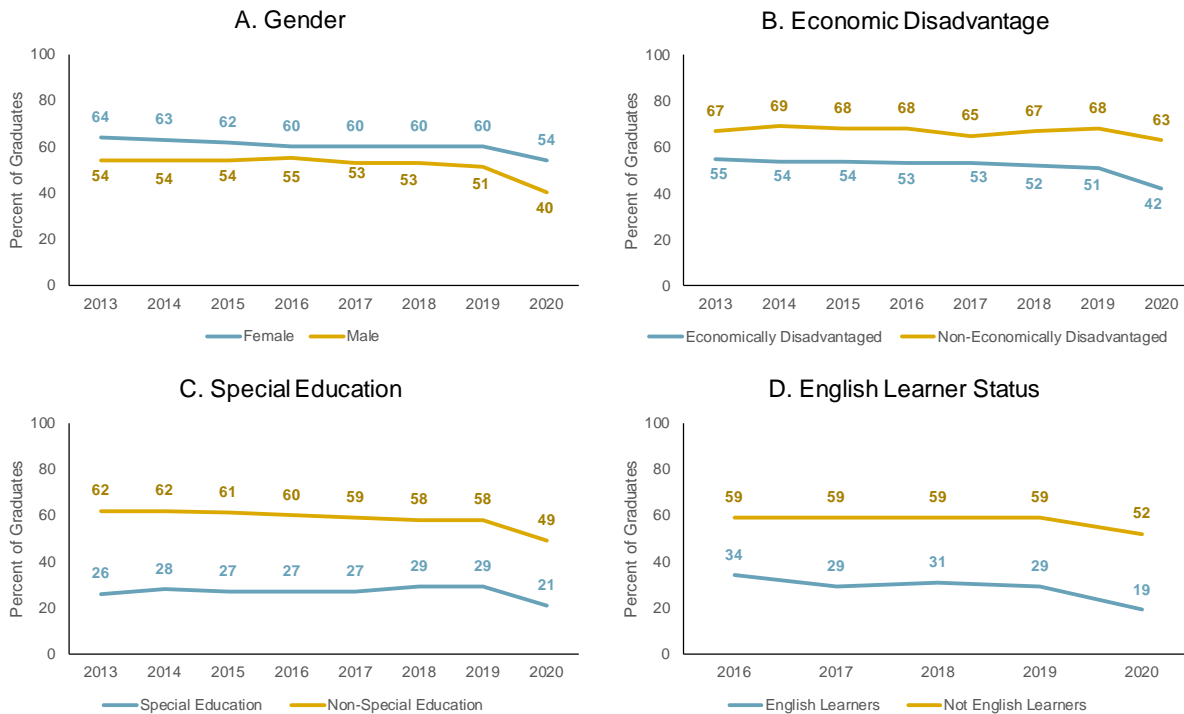 A. Gender
100
80
60
40
20
0
Percent of Graduates
64 63 62 60 60 60 60 54
54 54 54 55 53 53 51 40
2013 2014 2015 2016 2017 2018 2019 2020
Female Male
B. Economic Disadvantage
100
80
60
40
20
0
Percent of Graduates
67 69 68 68 65 67 68 63
55 54 54 53 53 52 51 42
2013 2014 2015 2016 2017 2018 2019 2020
Economically Disadvantaged Non-Economically Disadvantaged
C. Special Education
100
80
60
40
20
0
Percent of Graduates
62 62 61 60 59 58 58 49
26 28 27 27 27 29 29 21
2013 2014 2015 2016 2017 2018 2019 2020
Special Education Non-Special Education
D. English Learner Status
100
80
60
40
20
0
Percent of Graduates
59 59 59 59 52
34 29 31 29 19
2016 2017 2018 2019 2020
English Learners Not English Learners